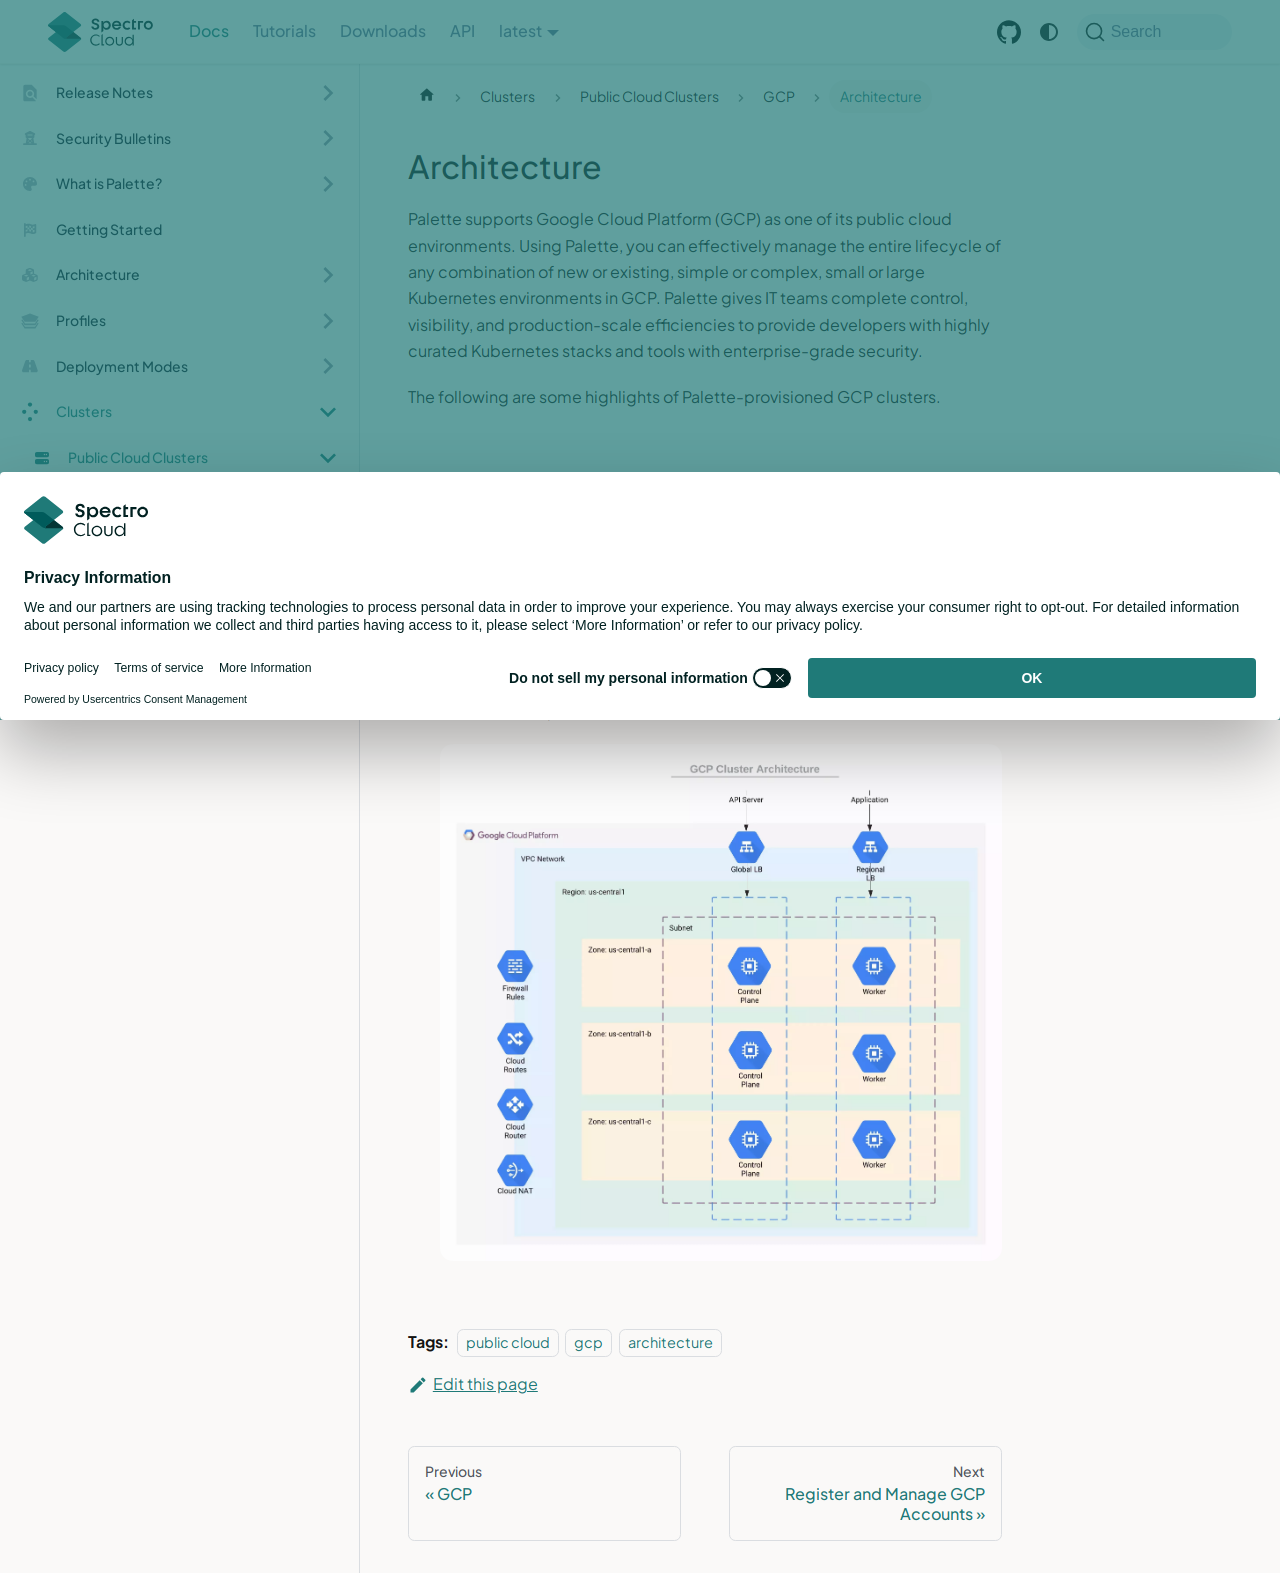 Spectro Cloud
Docs
Tutorials
Downloads
API
latest
Search
Release Notes
Security Bulletins
What is Palette?
Getting Started
Architecture
Profiles
Deployment Modes
Clusters
Public Cloud Clusters
Clusters
Public Cloud Clusters
GCP
Architecture
Architecture
Palette supports Google Cloud Platform (GCP) as one of its public cloud
environments. Using Palette, you can effectively manage the entire lifecycle of
any combination of new or existing, simple or complex, small or large
Kubernetes environments in GCP. Palette gives IT teams complete control,
visibility, and production-scale efficiencies to provide developers with highly
curated Kubernetes stacks and tools with enterprise-grade security.
The following are some highlights of Palette-provisioned GCP clusters.
Spectro
Cloud
Privacy Information
We and our partners are using tracking technologies to process personal data in order to improve your experience. You may always exercise your consumer right to opt-out. For detailed information
about personal information we collect and third parties having access to it, please select ‘More Information’ or refer to our privacy policy.
Privacy policy
Terms of service
More Information
Powered by Usercentrics Consent Management
Do not sell my personal information
OK
GCP Cluster Architecture
API Server
Application
Google Cloud Platform
VPC Network
Global LB
Regional
LB
Region: us-central1
Subnet
Zone: us-central1-a
Control
Plane
Worker
Firewall
Rules
Zone: us-central1-b
Control
Plane
Worker
Cloud
Routes
Zone: us-central1-c
Control
Plane
Worker
Cloud
Router
Cloud NAT
Tags:
public cloud
gcp
architecture
Edit this page
Previous
« GCP
Next
Register and Manage GCP
Accounts »